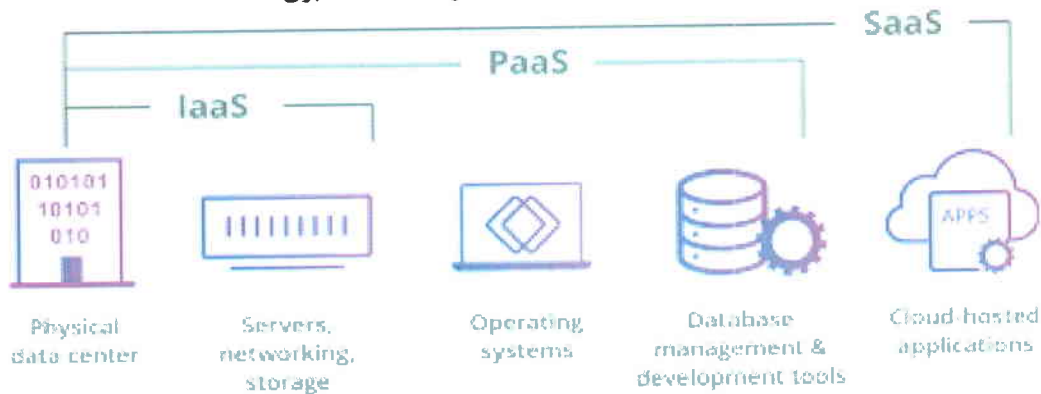 SaaS
PaaS
IaaS
010101
10101
010
APPS
Physical
data center
Servers,
networking,
storage
Operating
systems
Database
management &
development tools
Cloud-hosted
applications